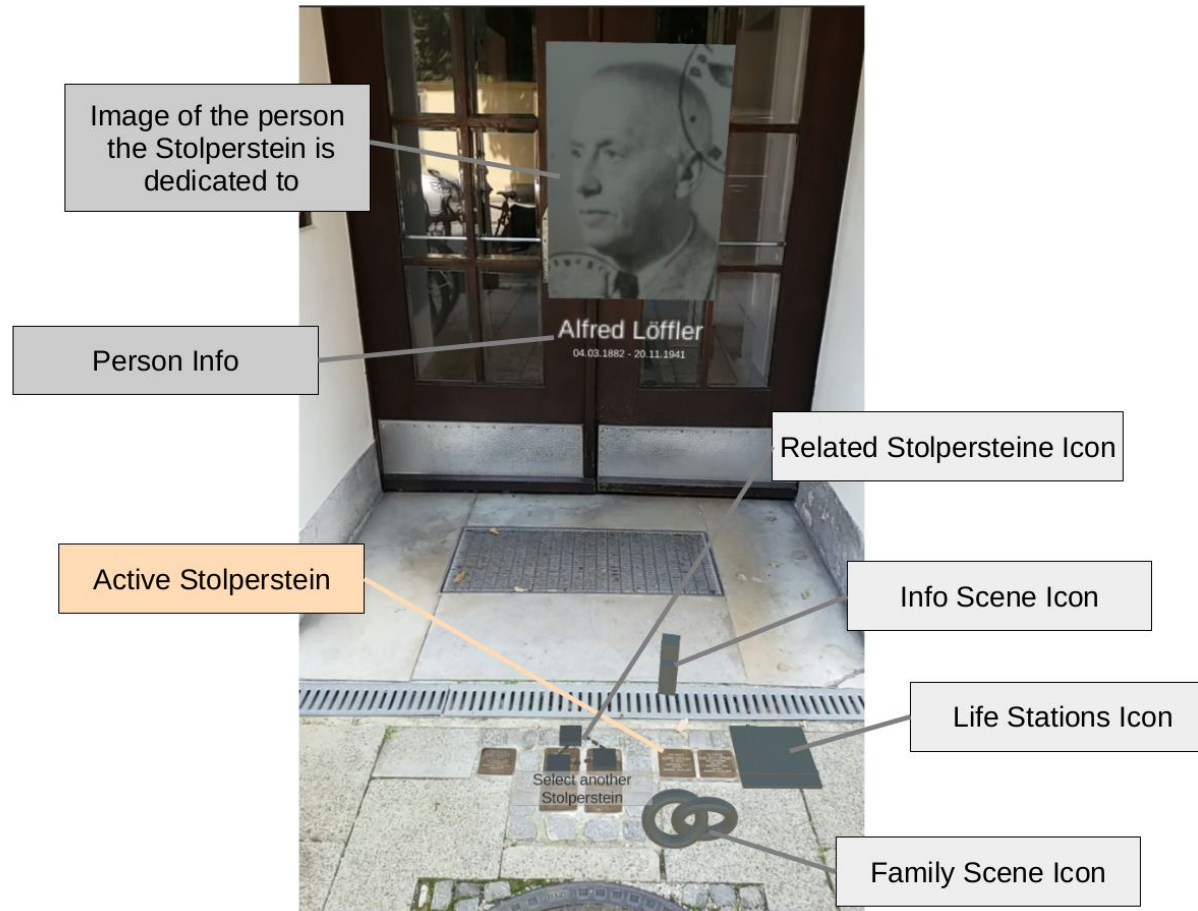 Image of the person
the Stolperstein is
dedicated to
Alfred Löffler
04.03.1882 - 20.11.1941
Person Info
Related Stolpersteine Icon
Active Stolperstein
Info Scene Icon
Life Stations Icon
Select another
Stolperstein
Family Scene Icon